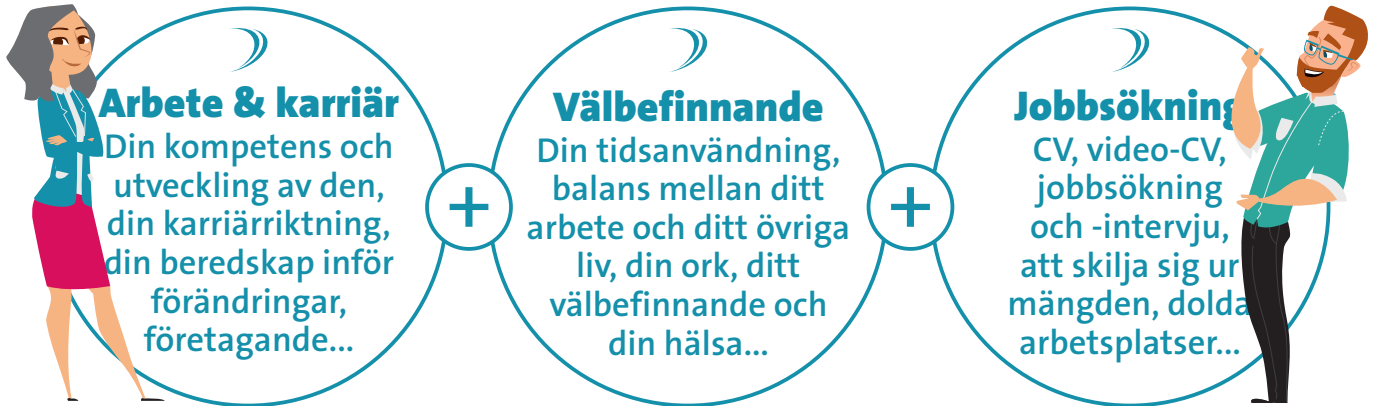 Arbete & karriär
Din kompetens och
utveckling av den,
din karriärriktning,
din beredskap inför
förändringar,
företagande...
+
Välbefinnande
Din tidsanvändning,
balans mellan ditt
arbete och ditt övriga
liv, din ork, ditt
välbefinnande och
din hälsa...
+
Jobbsökning
CV, video-CV,
jobbsökning
och -intervju,
att skilja sig ur
mängden, dolda
arbetsplatser...